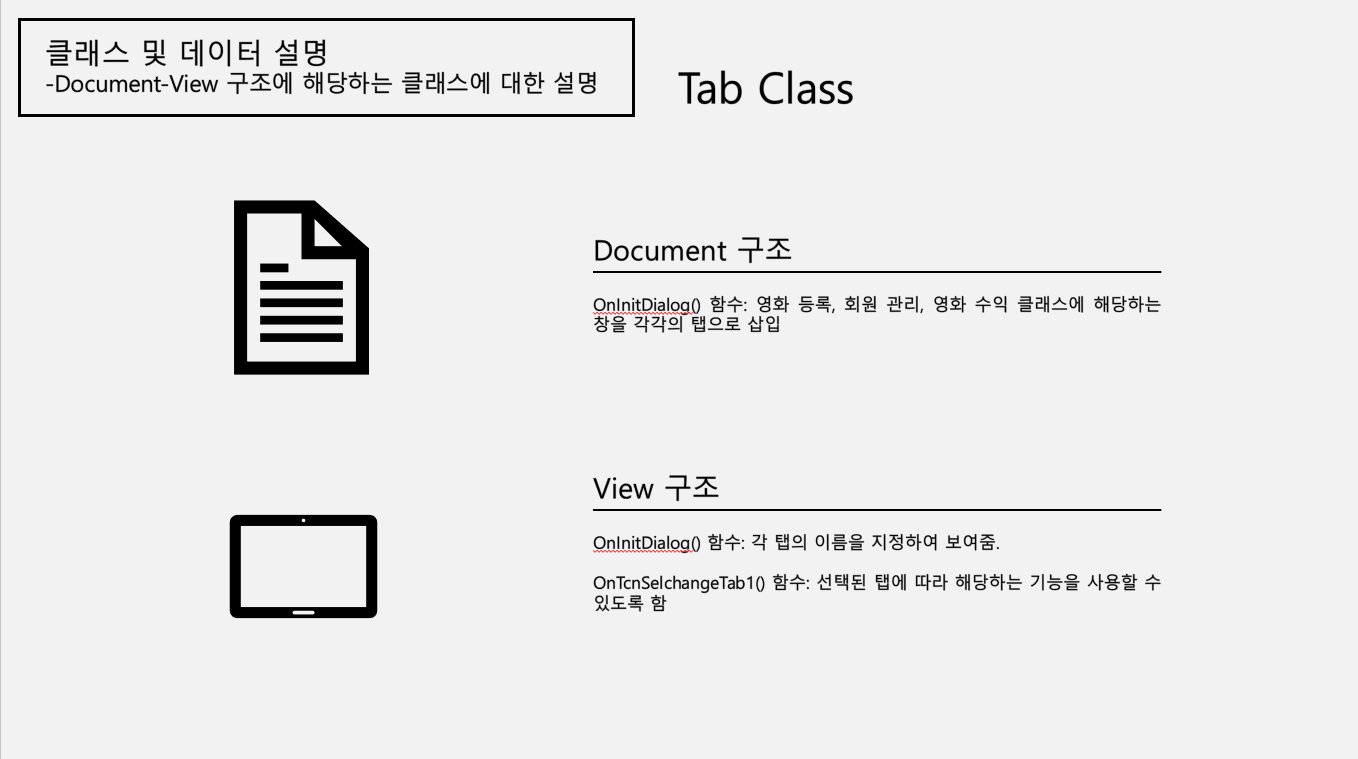 클래스 및 데이터 설명
-Document-View 구조에 해당하는 클래스에 대한 설명
Tab Class
Document 구조
OnInitDialog() 함수: 영화 등록, 회원 관리, 영화 수익 클래스에 해당하는
창을 각각의 탭으로 삽입
View 구조
OnInitDialog() 함수: 각 탭의 이름을 지정하여 보여줌.
OnTcnSelchangeTab1() 함수: 선택된 탭에 따라 해당하는 기능을 사용할 수
있도록 함